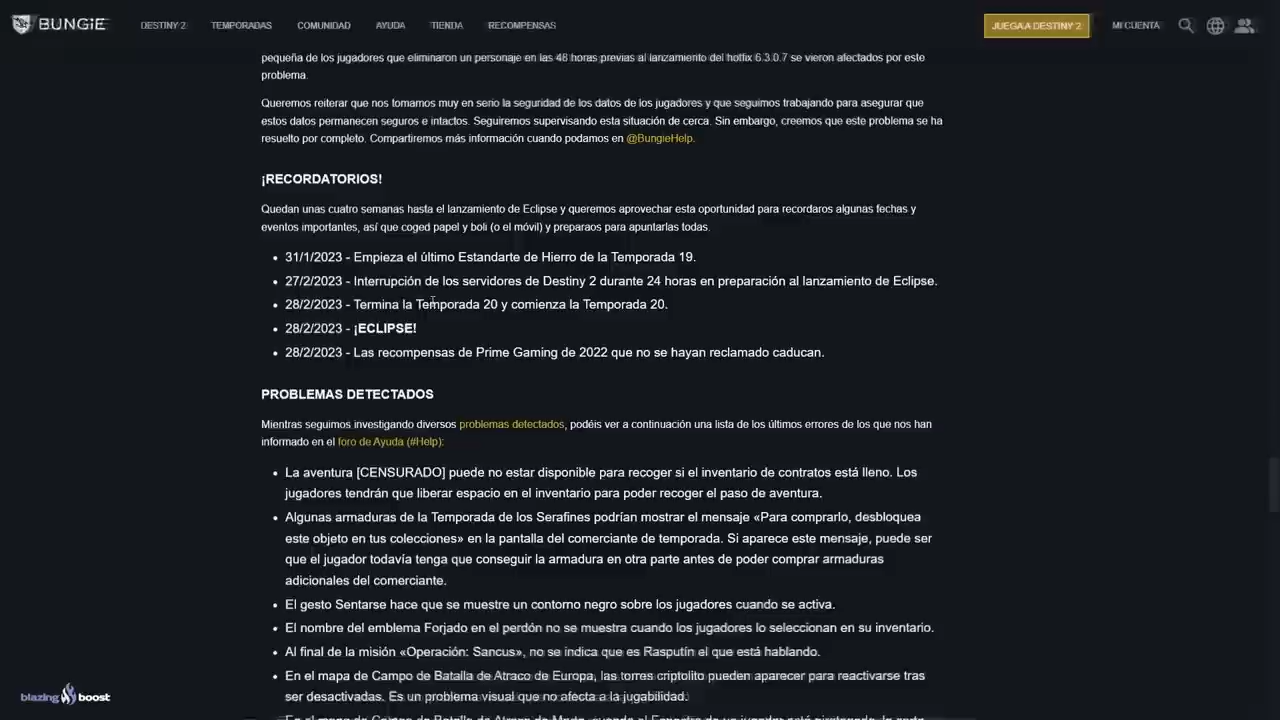 BUNGiE DESTINY 2 TEMPORADAS COMUNIDAD AYUDA TIENDA RECOMPENSAS JUEGA A DESTINY 2 MI CUENTA
pequeña de los jugadores que eliminaron un personaje en las 48 horas previas al lanzamiento del hotfix 6.3.0.7 se vieron afectados por este
problema.
Queremos reiterar que nos tomamos muy en serio la seguridad de los datos de los jugadores y que seguimos trabajando para asegurar que
estos datos permanecen seguros e intactos. Seguiremos supervisando esta situación de cerca. Sin embargo, creemos que este problema se ha
resuelto por completo. Compartiremos más información cuando podamos en @BungieHelp.
¡RECORDATORIOS!
Quedan unas cuatro semanas hasta el lanzamiento de Eclipse y queremos aprovechar esta oportunidad para recordaros algunas fechas y
eventos importantes, así que coged papel y boli (o el móvil) y preparaos para apuntarlas todas.
• 31/1/2023 - Empieza el último Estandarte de Hierro de la Temporada 19.
• 27/2/2023 - Interrupción de los servidores de Destiny 2 durante 24 horas en preparación al lanzamiento de Eclipse.
• 28/2/2023 - Termina la Temporada 20 y comienza la Temporada 20.
• 28/2/2023 - ¡ECLIPSE!
• 28/2/2023 - Las recompensas de Prime Gaming de 2022 que no se hayan reclamado caducan.
PROBLEMAS DETECTADOS
Mientras seguimos investigando diversos problemas detectados, podéis ver a continuación una lista de los últimos errores de los que nos han
informado en el foro de Ayuda (#Help):
• La aventura [CENSURADO] puede no estar disponible para recoger si el inventario de contratos está lleno. Los
jugadores tendrán que liberar espacio en el inventario para poder recoger el paso de aventura.
• Algunas armaduras de la Temporada de los Serafines podrían mostrar el mensaje «Para comprarlo, desbloquea
este objeto en tus colecciones» en la pantalla del comerciante de temporada. Si aparece este mensaje, puede ser
que el jugador todavía tenga que conseguir la armadura en otra parte antes de poder comprar armaduras
adicionales del comerciante.
• El gesto Sentarse hace que se muestre un contorno negro sobre los jugadores cuando se activa.
• El nombre del emblema Forjado en el perdón no se muestra cuando los jugadores lo seleccionan en su inventario.
• Al final de la misión «Operación: Sancus», no se indica que es Rasputín el que está hablando.
• En el mapa de Campo de Batalla de Atraco de Europa, las torres criptolito pueden aparecer para reactivarse tras
ser desactivadas. Es un problema visual que no afecta a la jugabilidad.
blazing boost